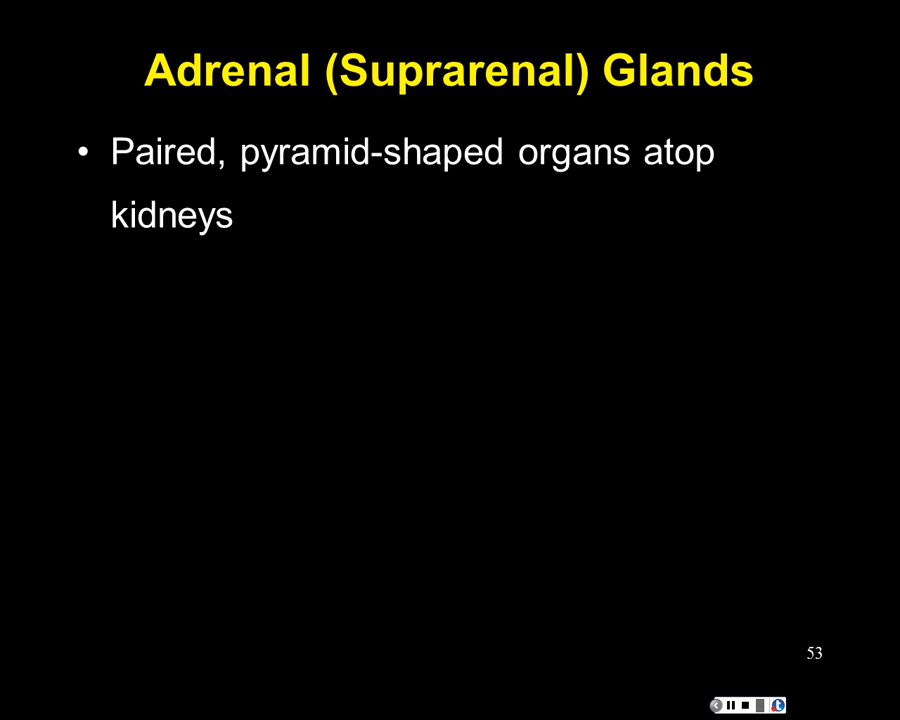 Adrenal (Suprarenal) Glands
• Paired, pyramid-shaped organs atop
kidneys
53